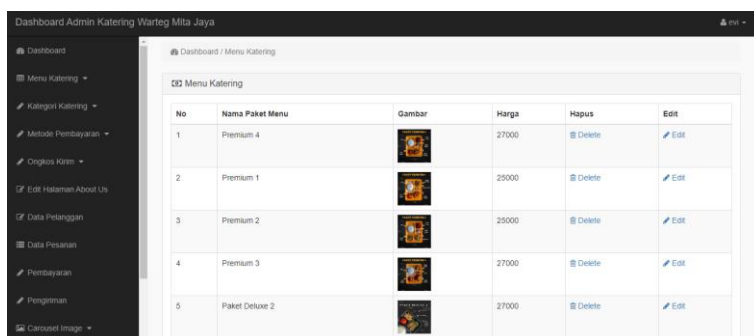 Dashboard Admin Katering Warteg Mita Jaya
evi
Dashboard
Menu Katering
Kategori Katering
Metode Pembayaran
Ongkos Kirim
Edit Halaman About Us
Data Pelanggan
Data Pesanan
Pembayaran
Pengiriman
Carousel Image
Dashboard / Menu Katering
Menu Katering
No Nama Paket Menu Gambar Harga Hapus Edit
1 Premium 4 27000 Delete Edit
2 Premium 1 25000 Delete Edit
3 Premium 2 25000 Delete Edit
4 Premium 3 27000 Delete Edit
5 Paket Deluxe 2 27000 Delete Edit